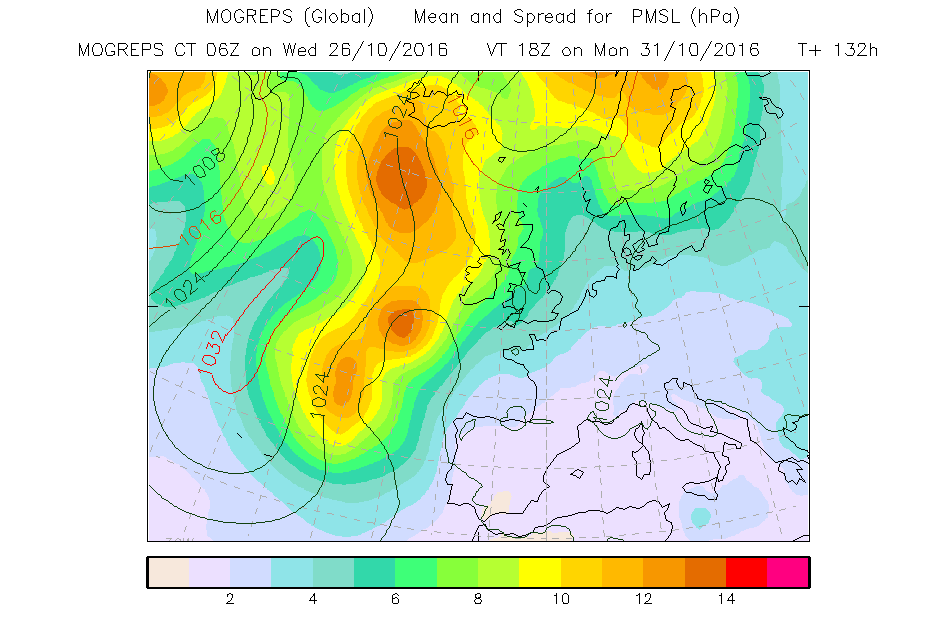 MOGREPS (Global)    Mean and Spread for  PMSL (hPa)
MOGREPS CT 06Z on Wed 26/10/2016    VT 18Z on Mon 31/10/2016    T+ 132h
1024
1016
1008
1016
1024
1032
1024
1024
2 4 6 8 10 12 14